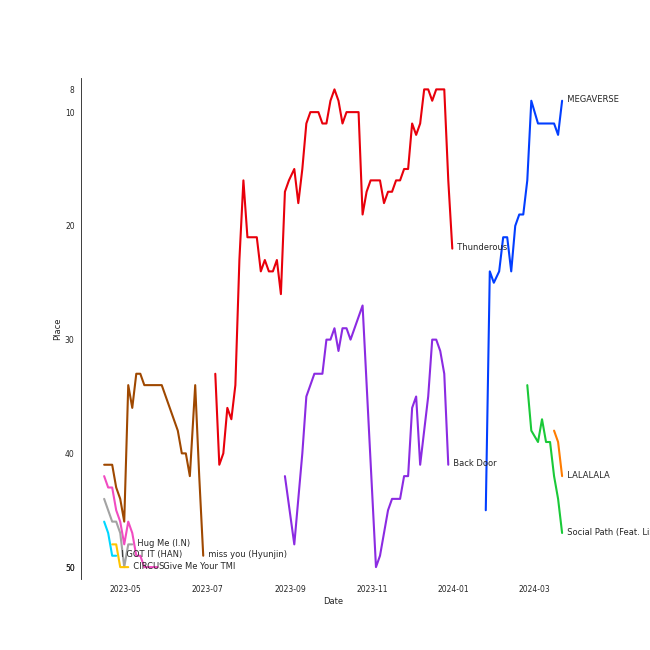 8
10
MEGAVERSE
20
Thunderous
30
Place
40
Back Door
LALALALA
Social Path (Feat. Li
Hug Me (I.N)
I GOT IT (HAN)
miss you (Hyunjin)
50
CIRCUS
Give Me Your TMI
2023-05
2023-07
2023-09
2023-11
2024-01
2024-03
Date